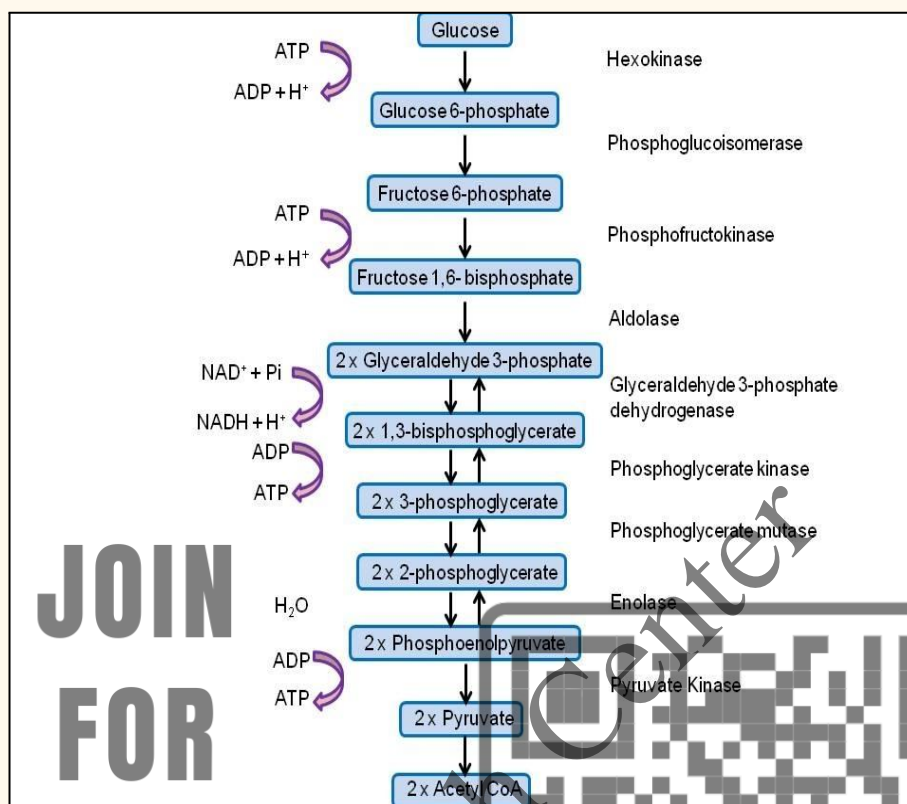 Glucose
ATP
ADP + H⁺
Hexokinase
Glucose 6-phosphate
Phosphoglucoisomerase
Fructose 6-phosphate
ATP
ADP + H⁺
Phosphofructokinase
Fructose 1,6- bisphosphate
Aldolase
2 x Glyceraldehyde 3-phosphate
NAD⁺ + Pi
NADH + H⁺
Glyceraldehyde 3-phosphate
dehydrogenase
2 x 1,3-bisphosphoglycerate
ADP
ATP
Phosphoglycerate kinase
2 x 3-phosphoglycerate
Phosphoglycerate mutase
2 x 2-phosphoglycerate
H₂O
Enolase
2 x Phosphoenolpyruvate
ADP
ATP
Pyruvate Kinase
2 x Pyruvate
2 x Acetyl CoA
JOIN
FOR
Center